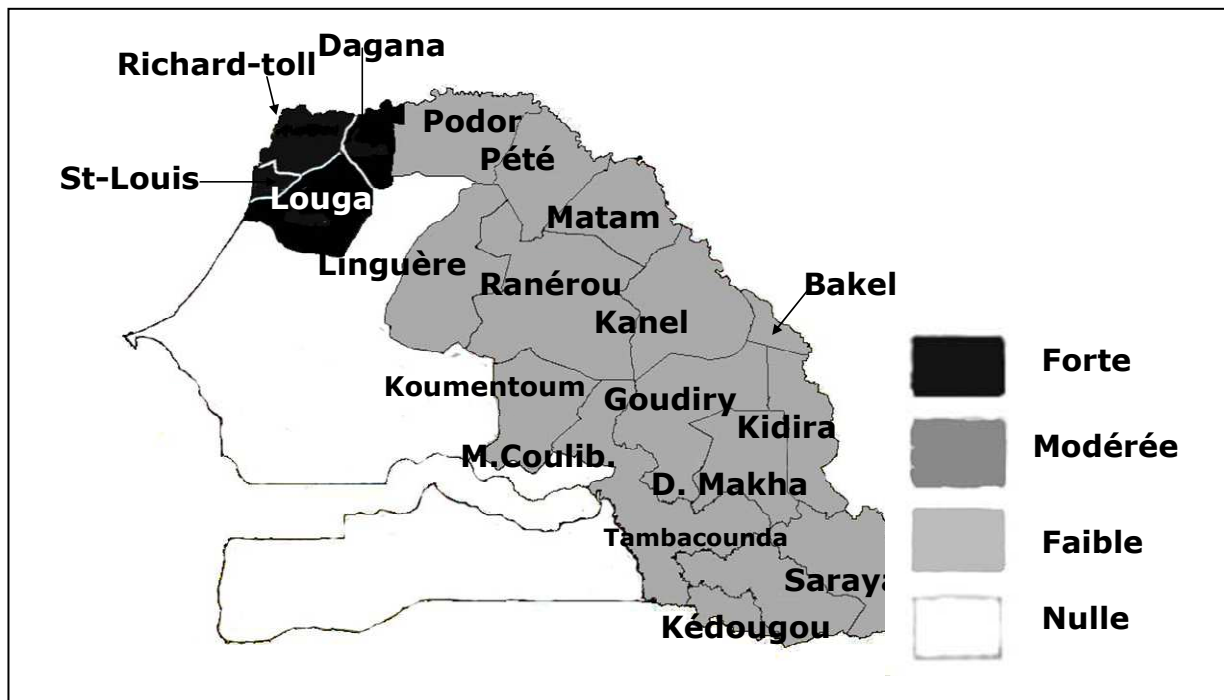 Dagana
Richard-toll
Podor
Pété
St-Louis
Louga
Matam
Linguère
Ranérou
Bakel
Kanel
Forte
Koumentoum
Goudiry
Kidira
Modérée
M.Coulib.
D. Makha
Tambacounda
Faible
Saraya
Nulle
Kédougou